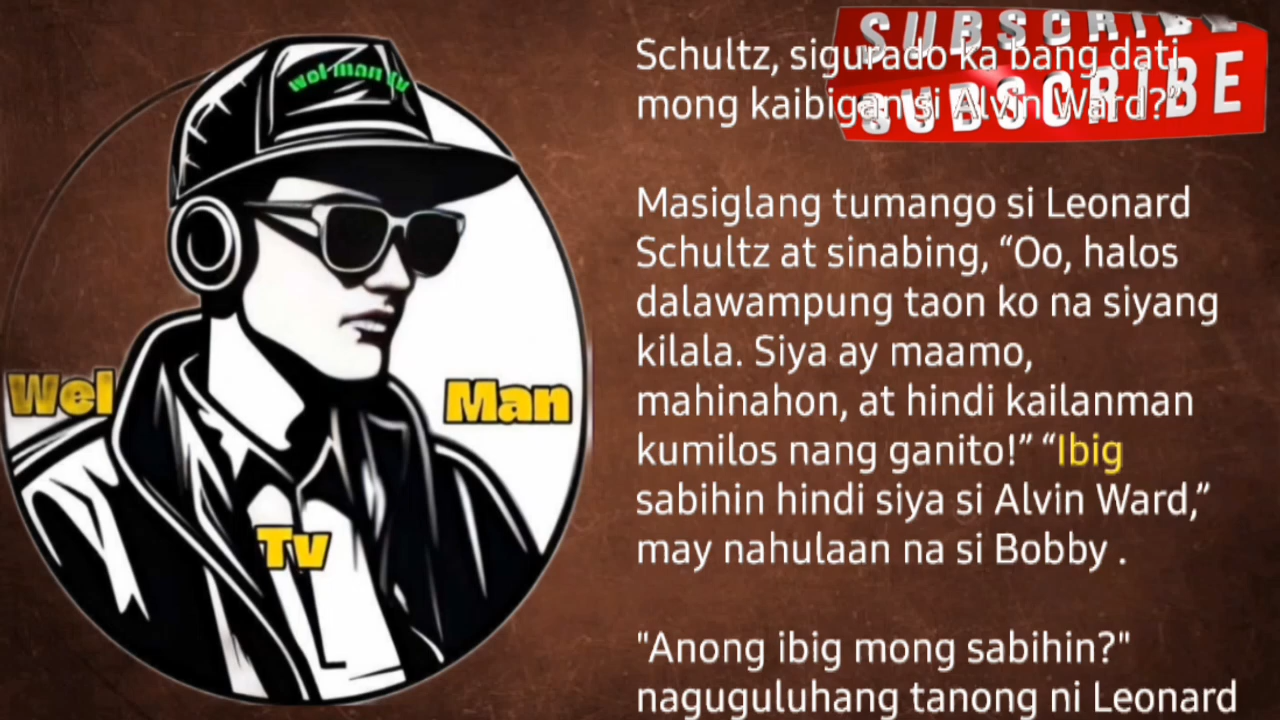 wel man tv
Wel
Man
Tv
SUBSCRIBE
SUBSCRIBE
Schultz, sigurado ka bang dati
mong kaibigan si Alvin Ward?"
Masiglang tumango si Leonard
Schultz at sinabing, “Oo, halos
dalawampung taon ko na siyang
kilala. Siya ay maamo,
mahinahon, at hindi kailanman
kumilos nang ganito!” “Ibig
sabihin hindi siya si Alvin Ward,”
may nahulaan na si Bobby .
"Anong ibig mong sabihin?"
naguguluhang tanong ni Leonard